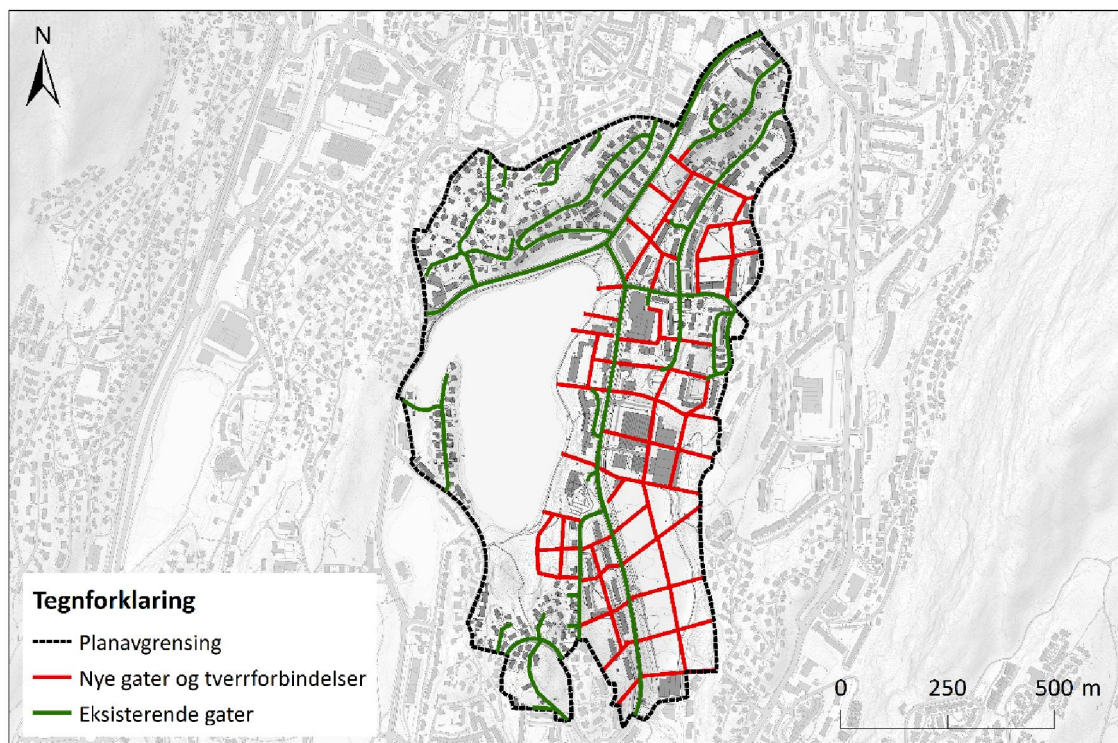 N
Tegnforklaring
Planavgrensing
Nye gater og tverrforbindelser
Eksisterende gater
0 250 500 m